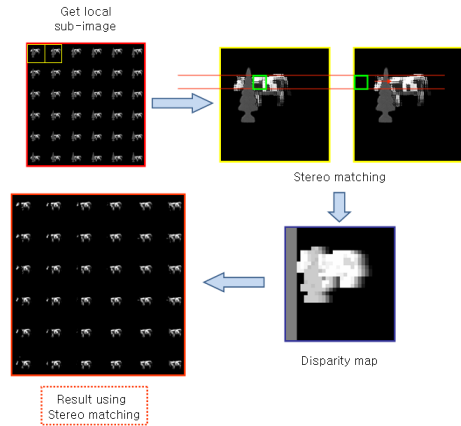 Get local
sub-image
Stereo matching
Disparity map
Result using
Stereo matching